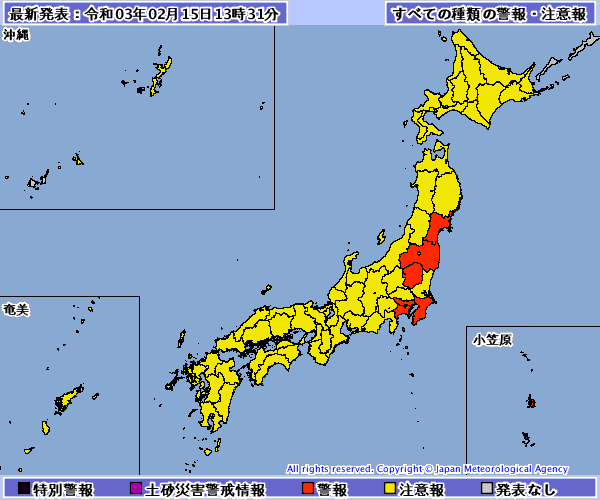 最新発表：令和03年02月15日13時31分
すべての種類の警報・注意報
沖縄
奄美
小笠原
All rights reserved. Copyright © Japan Meteorological Agency
特別警報 土砂災害警戒情報 警報 注意報 発表なし